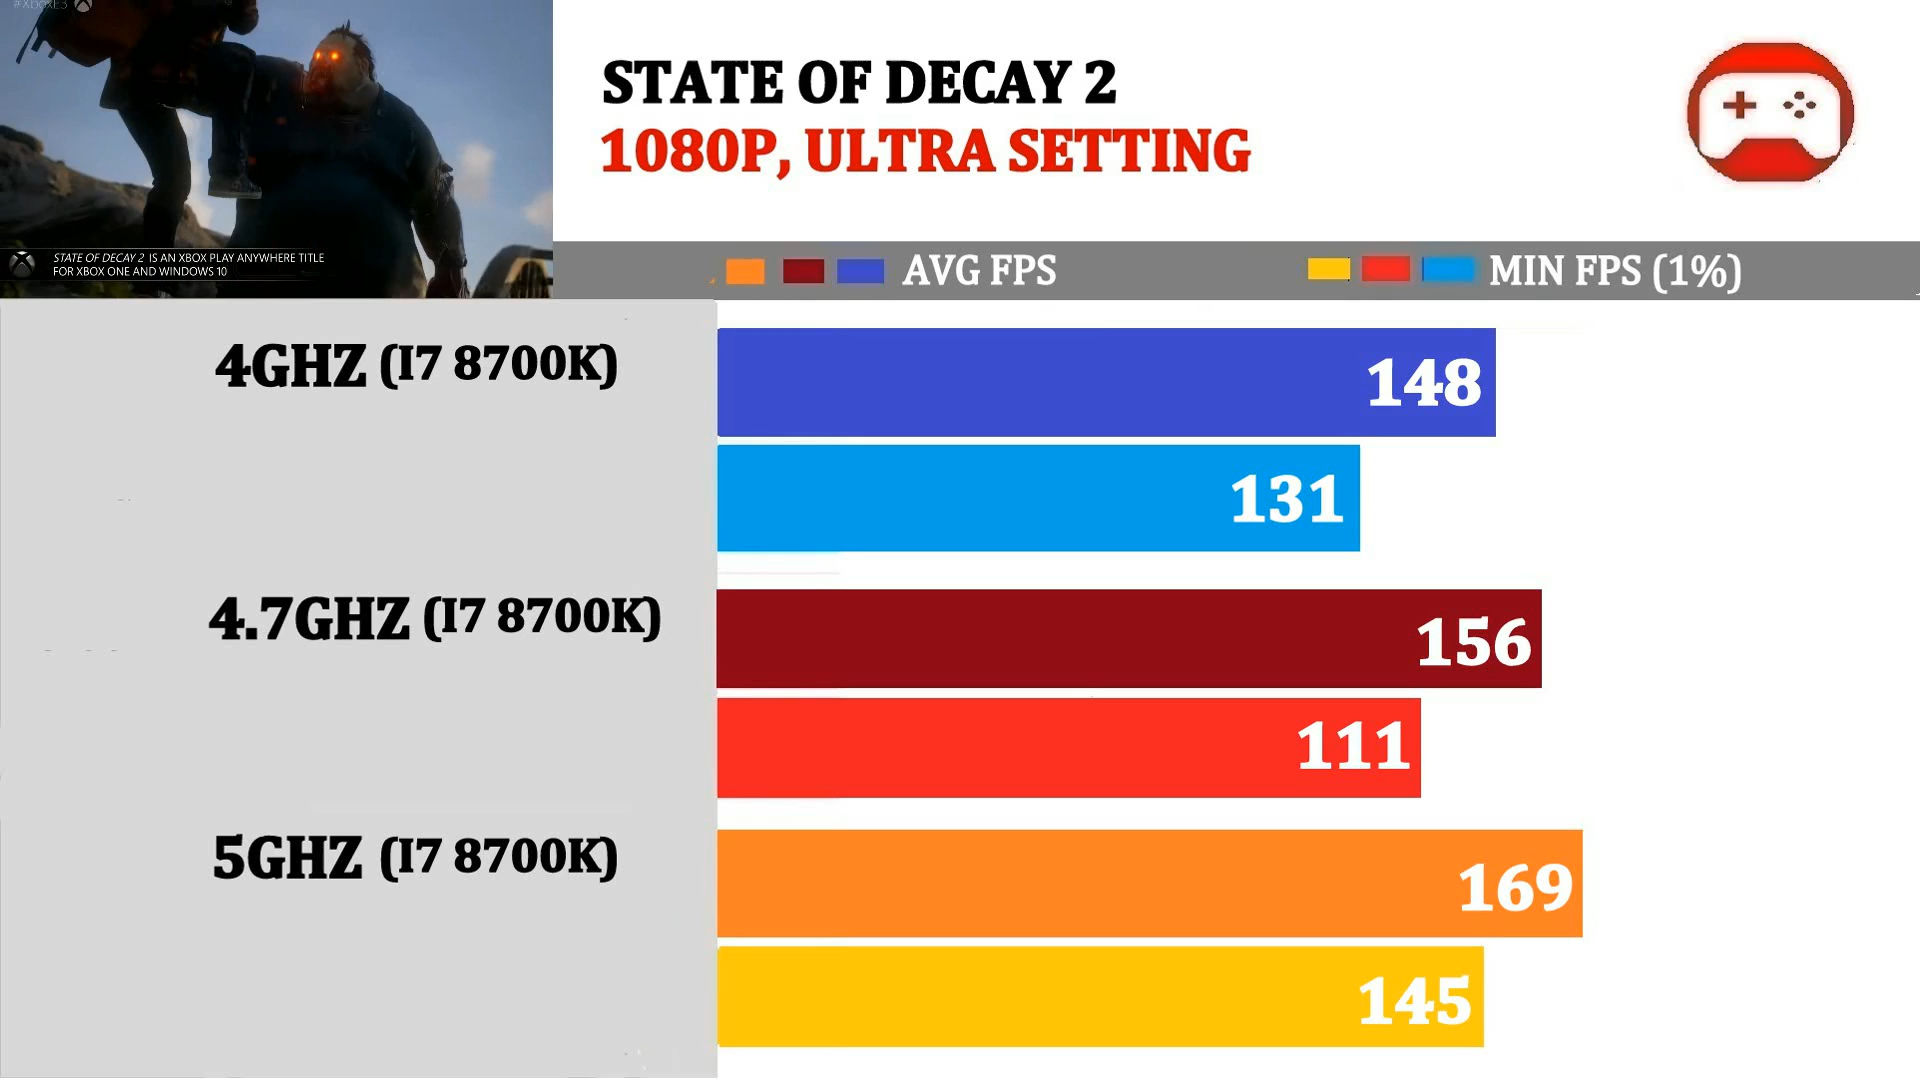 #XBOXE3
STATE OF DECAY 2 IS AN XBOX PLAY ANYWHERE TITLE
FOR XBOX ONE AND WINDOWS 10
STATE OF DECAY 2
1080P, ULTRA SETTING
AVG FPS
MIN FPS (1%)
4GHZ (I7 8700K)
148
131
4.7GHZ (I7 8700K)
156
111
5GHZ (I7 8700K)
169
145